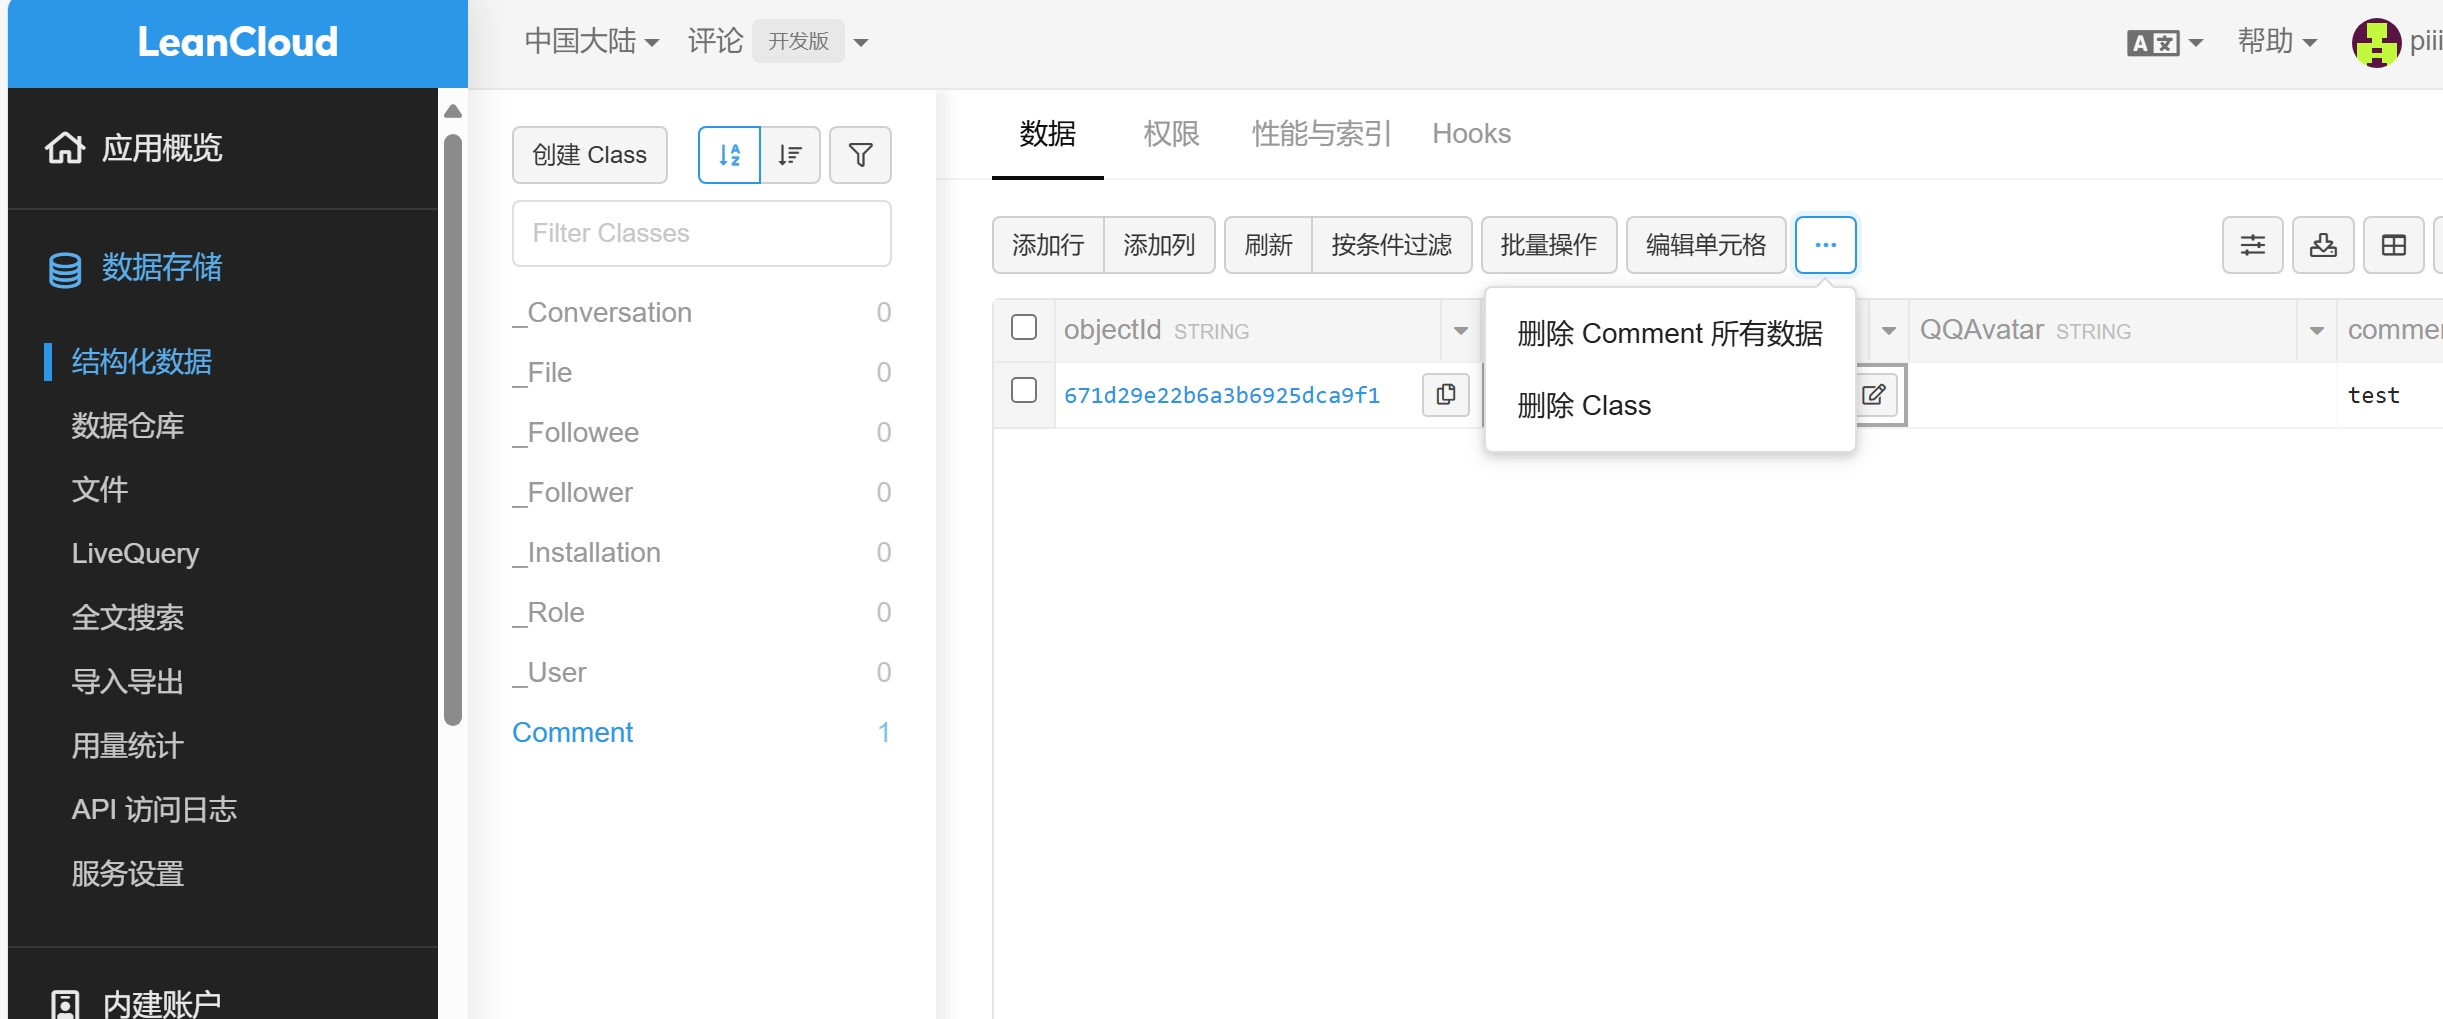 LeanCloud
中国大陆
评论
开发版
帮助
应用概览
数据存储
结构化数据
数据仓库
文件
LiveQuery
全文搜索
导入导出
用量统计
API 访问日志
服务设置
内建账户
创建 Class
Filter Classes
_Conversation 0
_File 0
_Followee 0
_Follower 0
_Installation 0
_Role 0
_User 0
Comment 1
数据 权限 性能与索引 Hooks
添加行 添加列 刷新 按条件过滤 批量操作 编辑单元格 ···
objectId STRING QQAvatar STRING
671d29e22b6a3b6925dca9f1 test
删除 Comment 所有数据
删除 Class